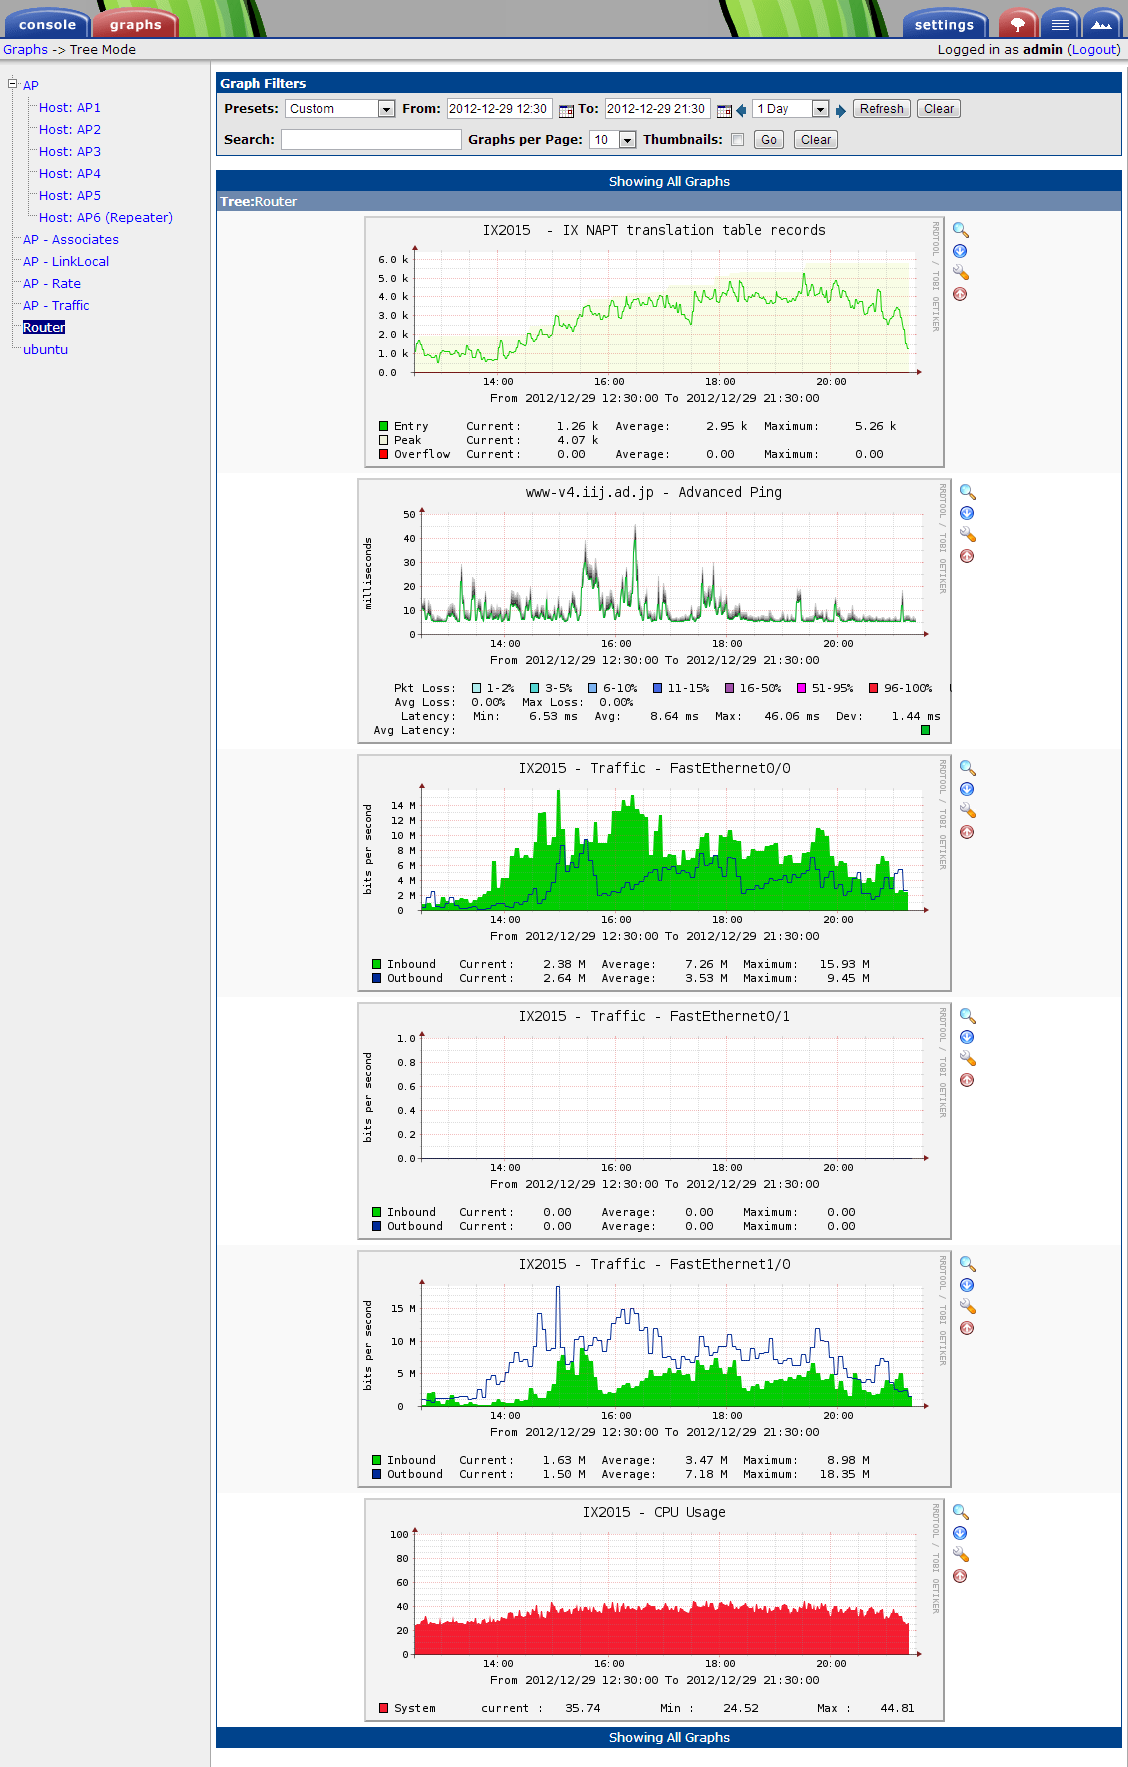 console graphs settings
Graphs -> Tree Mode Logged in as admin (Logout)
AP
Host: AP1
Host: AP2
Host: AP3
Host: AP4
Host: AP5
Host: AP6 (Repeater)
AP - Associates
AP - LinkLocal
AP - Rate
AP - Traffic
Router
ubuntu
Graph Filters
Presets: Custom From: 2012-12-29 12:30 To: 2012-12-29 21:30 1 Day Refresh Clear
Search: Graphs per Page: 10 Thumbnails: Go Clear
Showing All Graphs
Tree:Router
IX2015 - IX NAPT translation table records
RRDTOOL / TOBI OETIKER
6.0 k
5.0 k
4.0 k
3.0 k
2.0 k
1.0 k
0.0
14:00 16:00 18:00 20:00
From 2012/12/29 12:30:00 To 2012/12/29 21:30:00
Entry Current: 1.26 k Average: 2.95 k Maximum: 5.26 k
Peak Current: 4.07 k
Overflow Current: 0.00 Average: 0.00 Maximum: 0.00
www-v4.iij.ad.jp - Advanced Ping
RRDTOOL / TOBI OETIKER
milliseconds
50
40
30
20
10
0
14:00 16:00 18:00 20:00
From 2012/12/29 12:30:00 To 2012/12/29 21:30:00
Pkt Loss: 1-2% 3-5% 6-10% 11-15% 16-50% 51-95% 96-100%
Avg Loss: 0.00% Max Loss: 0.00%
Latency: Min: 6.53 ms Avg: 8.64 ms Max: 46.06 ms Dev: 1.44 ms
Avg Latency:
IX2015 - Traffic - FastEthernet0/0
RRDTOOL / TOBI OETIKER
bits per second
14 M
12 M
10 M
8 M
6 M
4 M
2 M
0
14:00 16:00 18:00 20:00
From 2012/12/29 12:30:00 To 2012/12/29 21:30:00
Inbound Current: 2.38 M Average: 7.26 M Maximum: 15.93 M
Outbound Current: 2.64 M Average: 3.53 M Maximum: 9.45 M
IX2015 - Traffic - FastEthernet0/1
RRDTOOL / TOBI OETIKER
bits per second
1.0
0.8
0.6
0.4
0.2
0.0
14:00 16:00 18:00 20:00
From 2012/12/29 12:30:00 To 2012/12/29 21:30:00
Inbound Current: 0.00 Average: 0.00 Maximum: 0.00
Outbound Current: 0.00 Average: 0.00 Maximum: 0.00
IX2015 - Traffic - FastEthernet1/0
RRDTOOL / TOBI OETIKER
bits per second
15 M
10 M
5 M
0
14:00 16:00 18:00 20:00
From 2012/12/29 12:30:00 To 2012/12/29 21:30:00
Inbound Current: 1.63 M Average: 3.47 M Maximum: 8.98 M
Outbound Current: 1.50 M Average: 7.18 M Maximum: 18.35 M
IX2015 - CPU Usage
RRDTOOL / TOBI OETIKER
100
80
60
40
20
0
14:00 16:00 18:00 20:00
From 2012/12/29 12:30:00 To 2012/12/29 21:30:00
System current : 35.74 Min : 24.52 Max : 44.81
Showing All Graphs